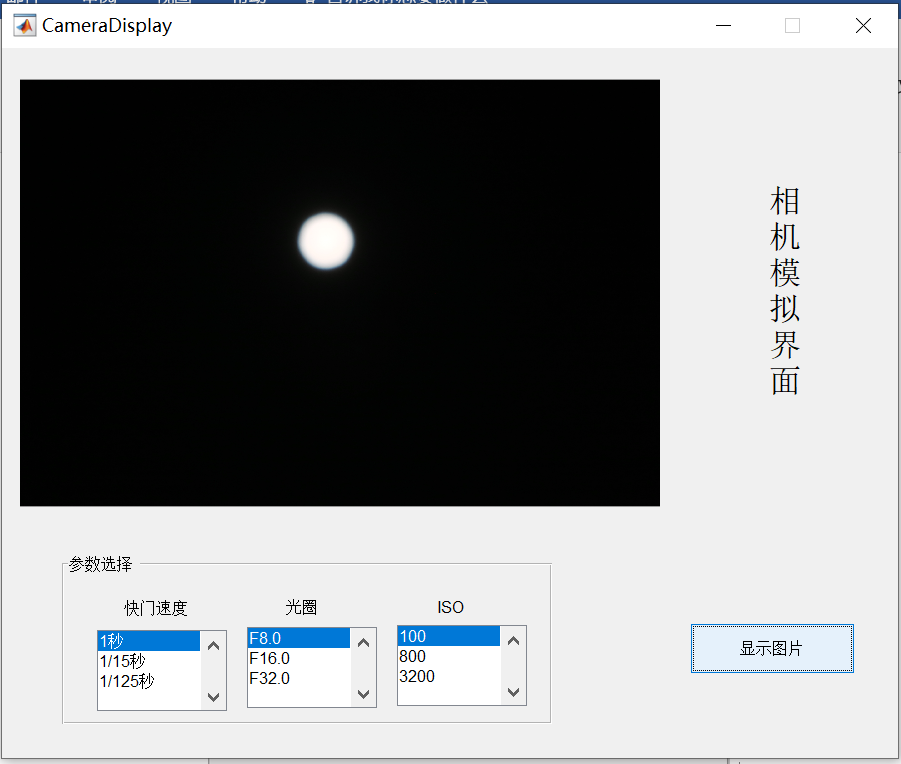 CameraDisplay
相机模拟界面
参数选择
快门速度
光圈
ISO
1秒
1/15秒
1/125秒
F8.0
F16.0
F32.0
100
800
3200
显示图片